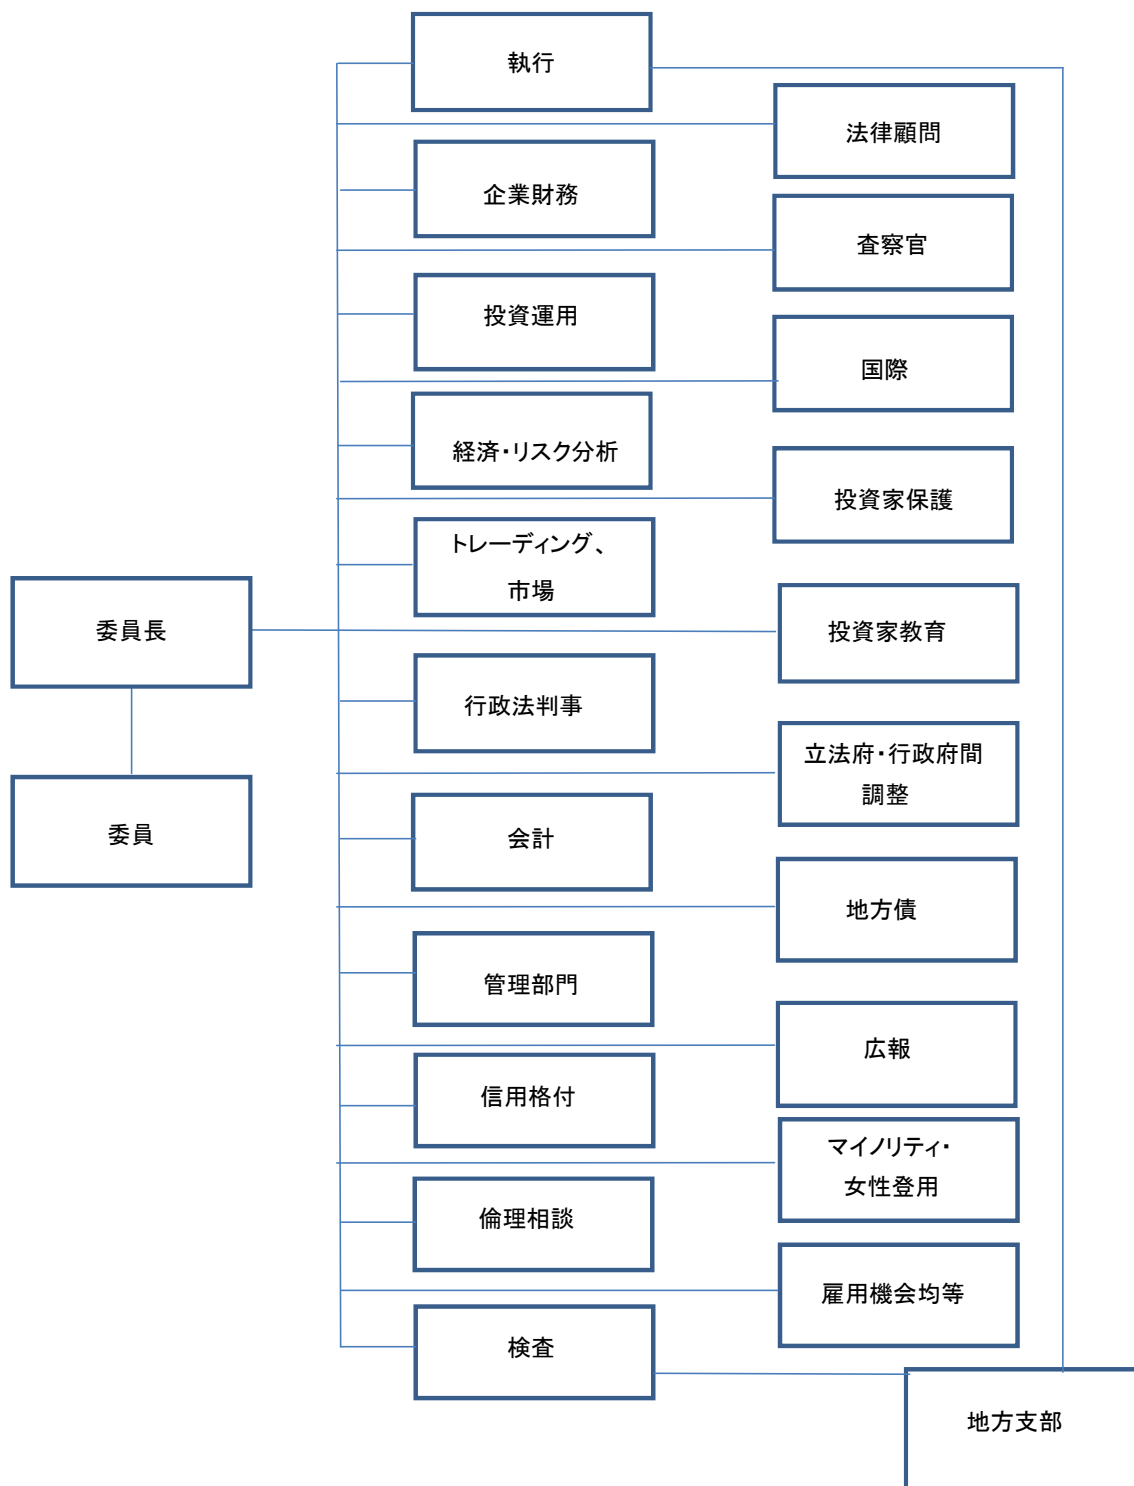 執行
法律顧問
企業財務
査察官
投資運用
国際
経済・リスク分析
投資家保護
トレーディング、
市場
委員長
投資家教育
行政法判事
立法府・行政府間
調整
委員
会計
地方債
管理部門
広報
信用格付
マイノリティ・
女性登用
倫理相談
雇用機会均等
検査
地方支部